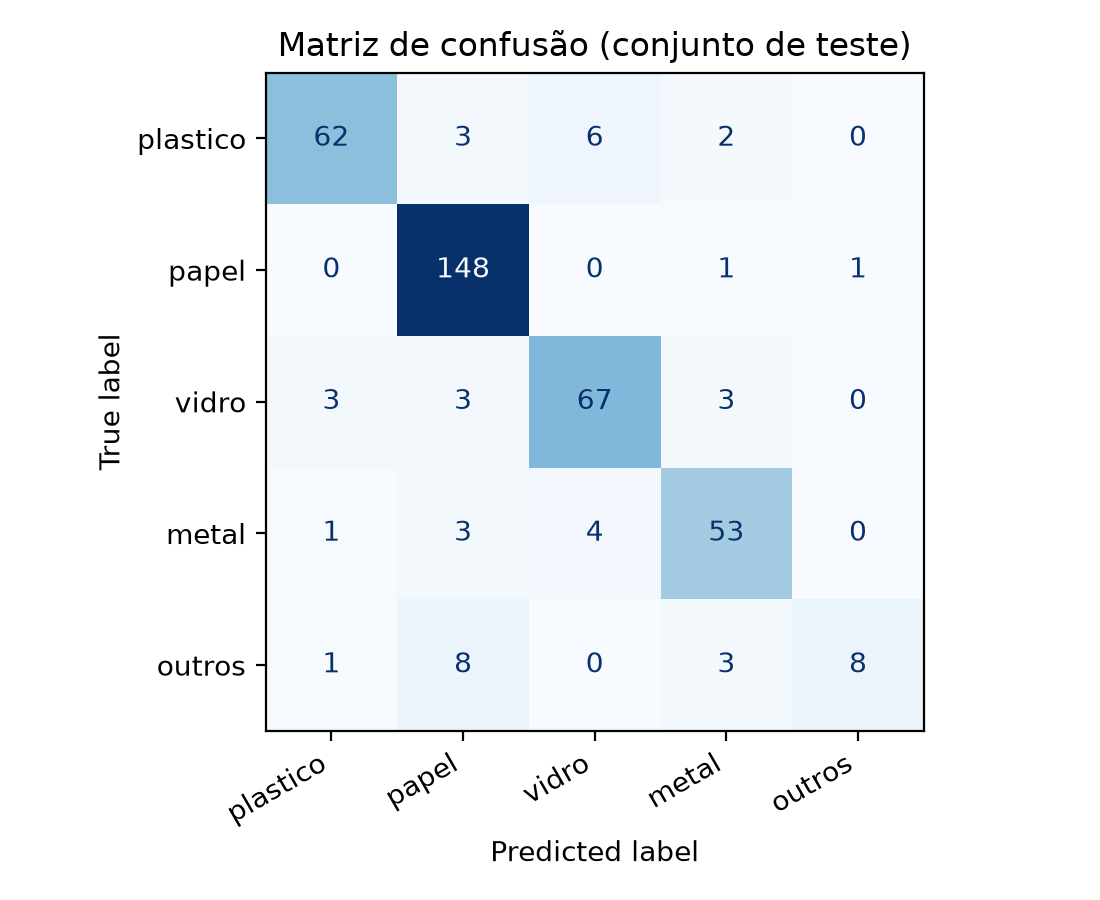 Matriz de confusão (conjunto de teste)
True label
plastico 62 3 6 2 0
papel 0 148 0 1 1
vidro 3 3 67 3 0
metal 1 3 4 53 0
outros 1 8 0 3 8
plastico papel vidro metal outros
Predicted label